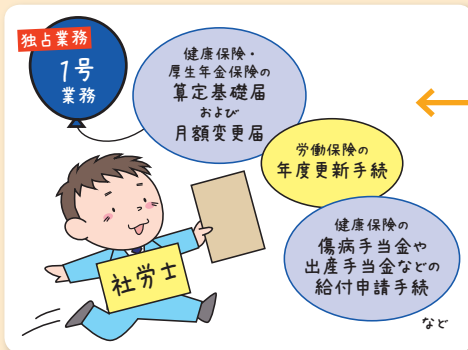 独占業務
1号
業務
健康保険・
厚生年金保険の
算定基礎届
および
月額変更届
労働保険の
年度更新手続
健康保険の
傷病手当金や
出産手当金などの
給付申請手続
など
社労士